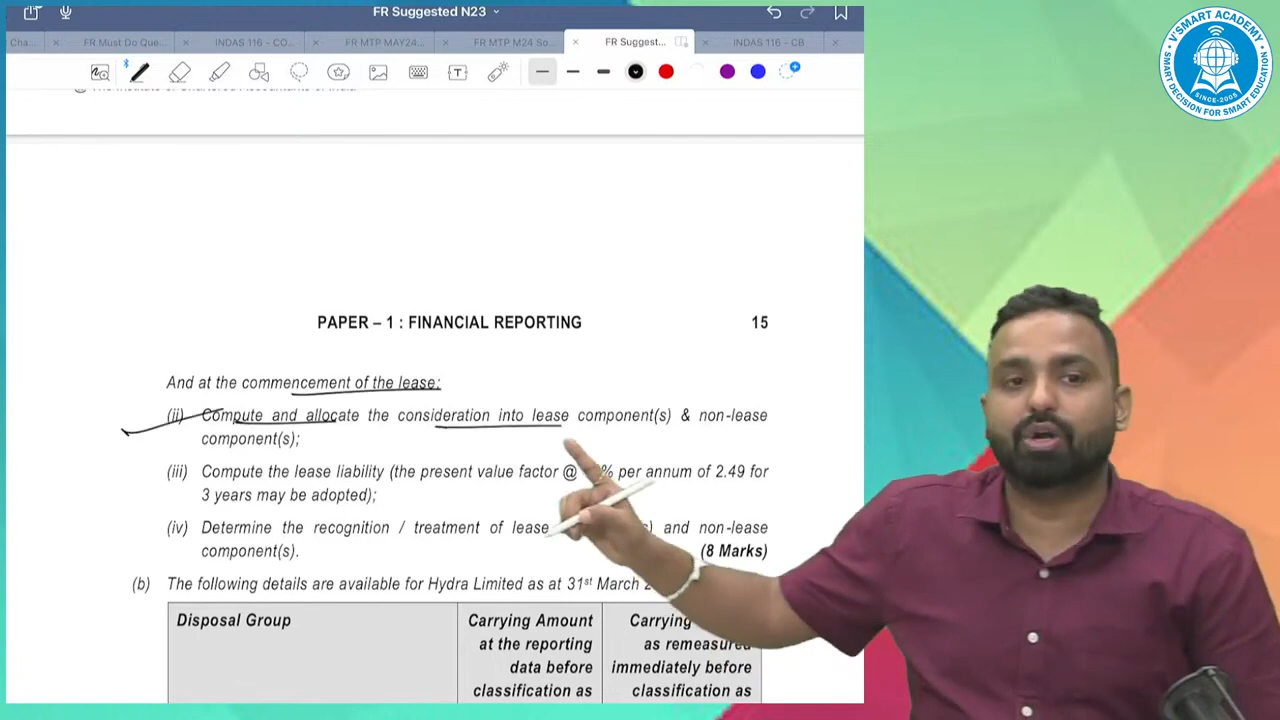 FR Suggested N23
Cha...
FR Must Do Que...
INDAS 116 - CO...
FR MTP MAY24...
FR MTP M24 So...
FR Suggest...
INDAS 116 - CB
PAPER – 1 : FINANCIAL REPORTING 15
And at the commencement of the lease:
(ii) Compute and allocate the consideration into lease component(s) & non-lease
component(s);
(iii) Compute the lease liability (the present value factor @ % per annum of 2.49 for
3 years may be adopted);
(iv) Determine the recognition / treatment of lease and non-lease
component(s). (8 Marks)
(b) The following details are available for Hydra Limited as at 31st March
Disposal Group
Carrying Amount
at the reporting
data before
classification as
Carrying
as remeasured
immediately before
classification as
V'SMART ACADEMY
SINCE-2005
SMART DECISION FOR SMART EDUCATION